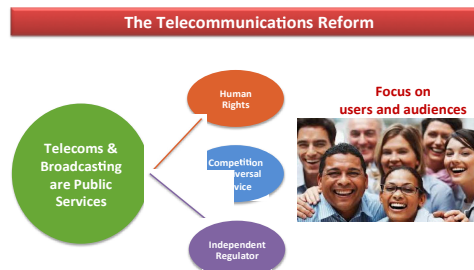 The Telecommunications Reform
Telecoms &
Broadcasting
are Public
Services
Human
Rights
Competition
Independent
Regulator
Focus on
users and audiences